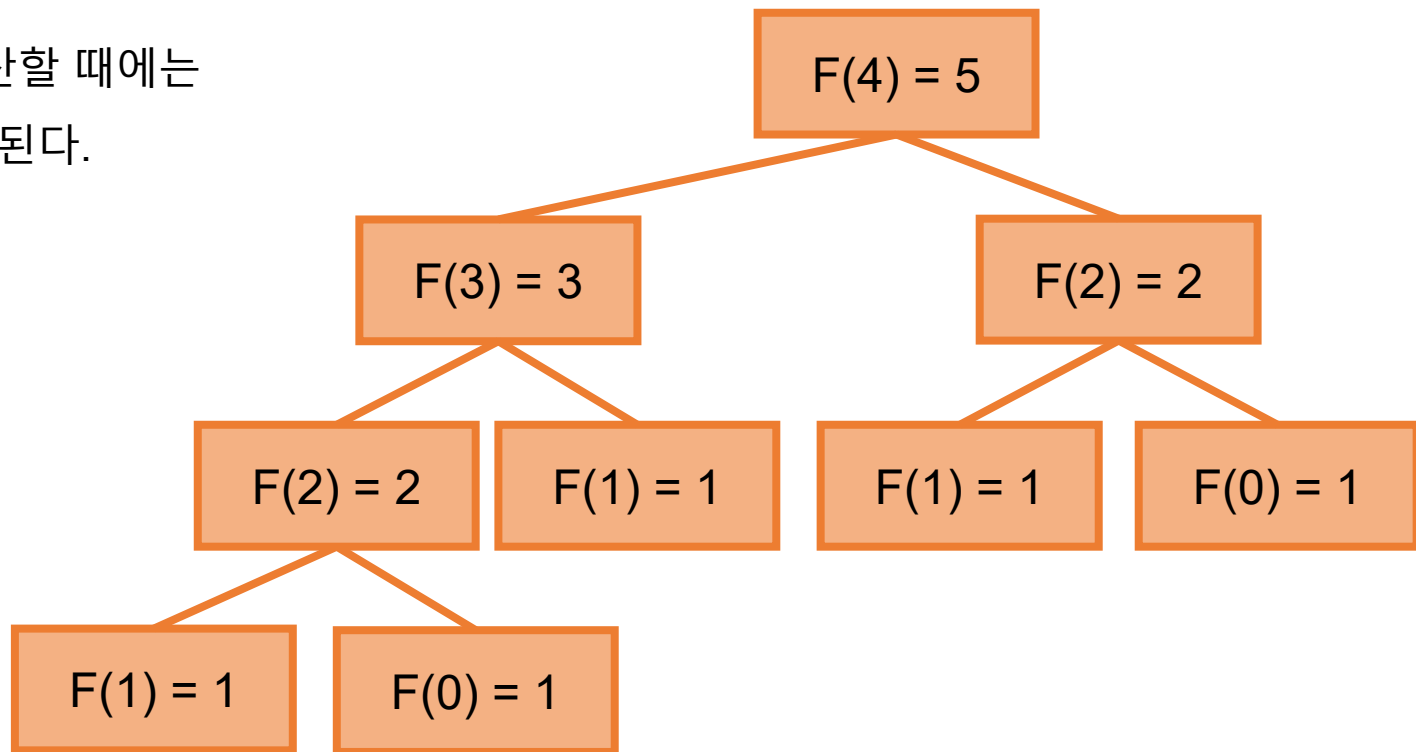 할 때에는
된다.
F(4) = 5
F(3) = 3
F(2) = 2
F(2) = 2
F(1) = 1
F(1) = 1
F(0) = 1
F(1) = 1
F(0) = 1